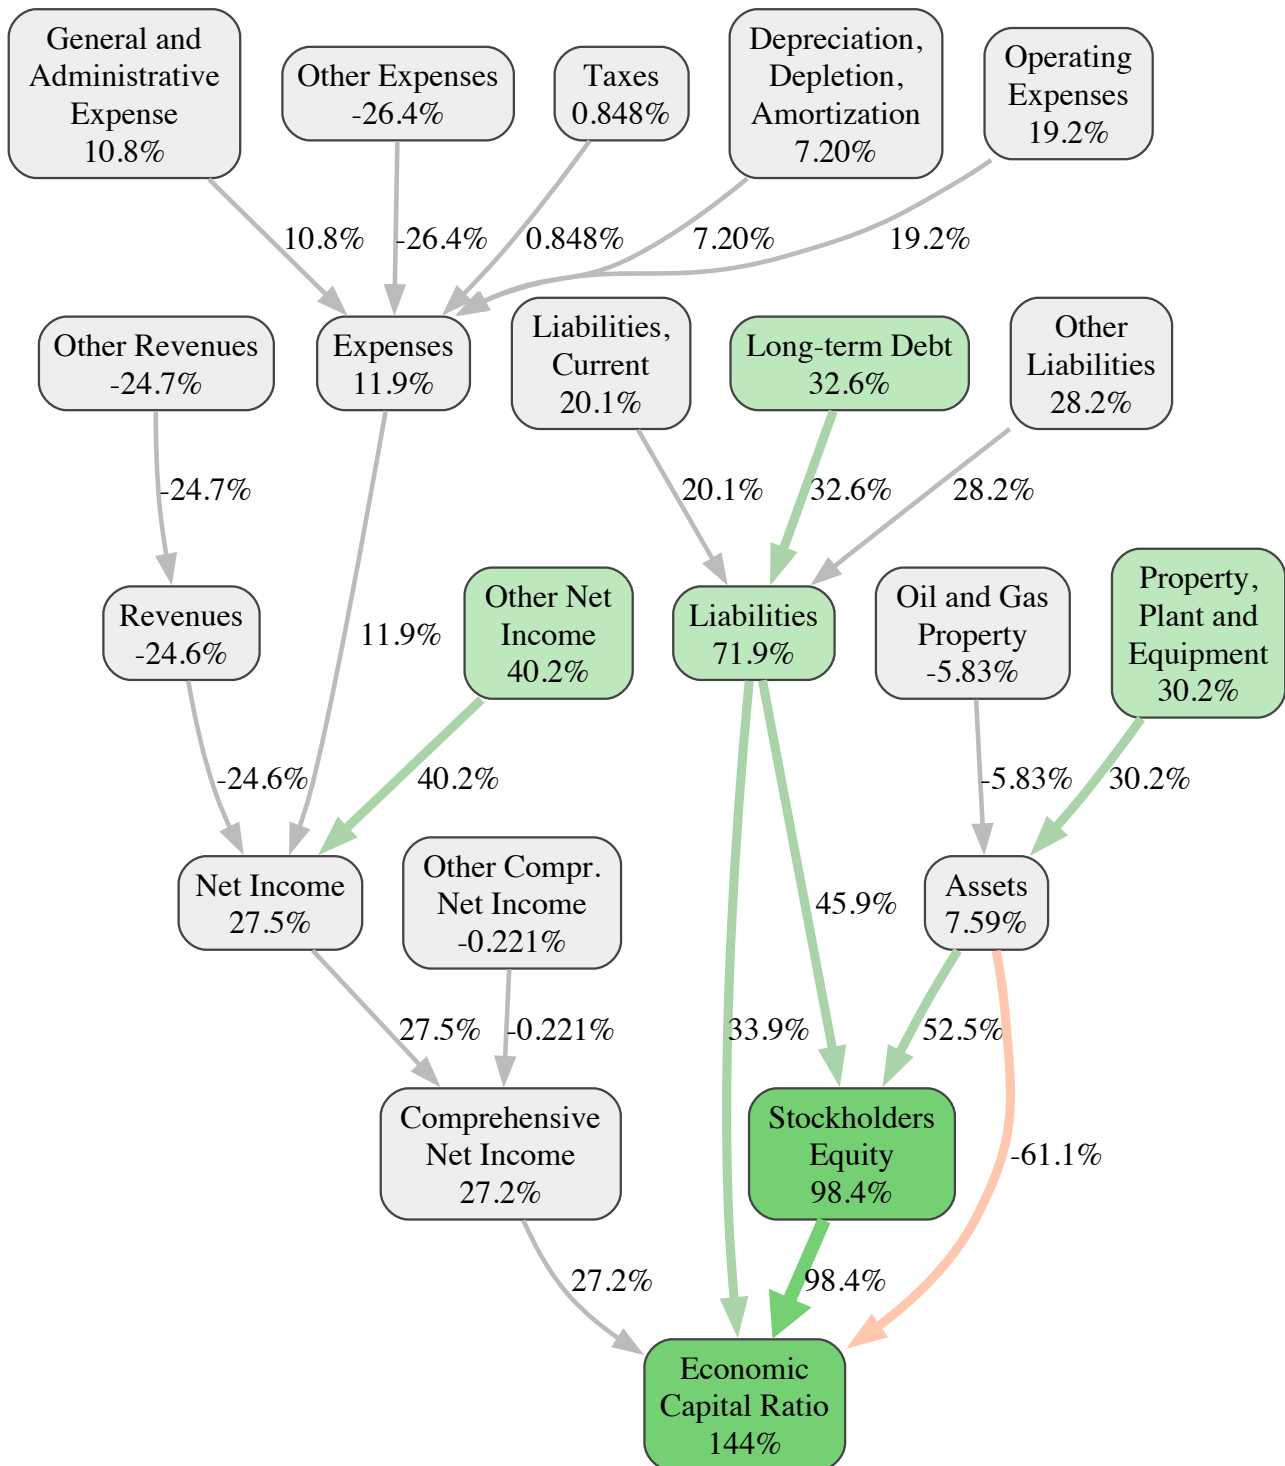 General and
Administrative
Expense
10.8%
Other Expenses
-26.4%
Taxes
0.848%
Depreciation,
Depletion,
Amortization
7.20%
Operating
Expenses
19.2%
10.8%
-26.4%
0.848%
7.20%
19.2%
Other Revenues
-24.7%
Expenses
11.9%
Liabilities,
Current
20.1%
Long-term Debt
32.6%
Other
Liabilities
28.2%
-24.7%
20.1%
32.6%
28.2%
Revenues
-24.6%
11.9%
Other Net
Income
40.2%
Liabilities
71.9%
Oil and Gas
Property
-5.83%
Property,
Plant and
Equipment
30.2%
-24.6%
40.2%
-5.83%
30.2%
Net Income
27.5%
Other Compr.
Net Income
-0.221%
45.9%
Assets
7.59%
27.5%
-0.221%
33.9%
52.5%
Comprehensive
Net Income
27.2%
Stockholders
Equity
98.4%
-61.1%
27.2%
98.4%
Economic
Capital Ratio
144%